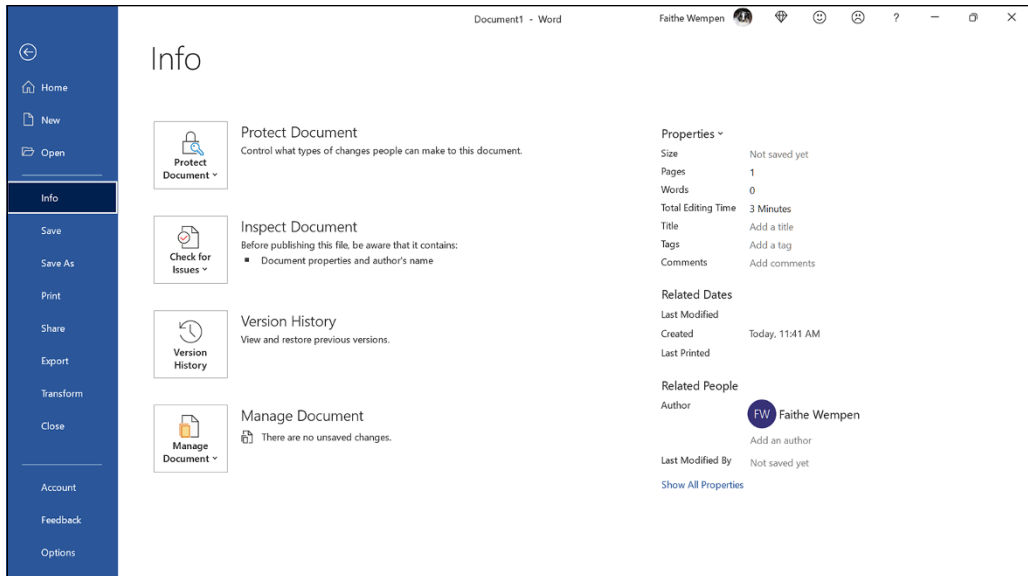 Document1 - Word
Faithe Wempen
?
Info
Home
New
Open
Info
Save
Save As
Print
Share
Export
Transform
Close
Account
Feedback
Options
Protect Document
Protect Document
Control what types of changes people can make to this document.
Check for Issues
Inspect Document
Before publishing this file, be aware that it contains:
Document properties and author's name
Version History
Version History
View and restore previous versions.
Manage Document
Manage Document
There are no unsaved changes.
Properties
Size Not saved yet
Pages 1
Words 0
Total Editing Time 3 Minutes
Title Add a title
Tags Add a tag
Comments Add comments
Related Dates
Last Modified
Created Today, 11:41 AM
Last Printed
Related People
Author FW Faithe Wempen
Add an author
Last Modified By Not saved yet
Show All Properties